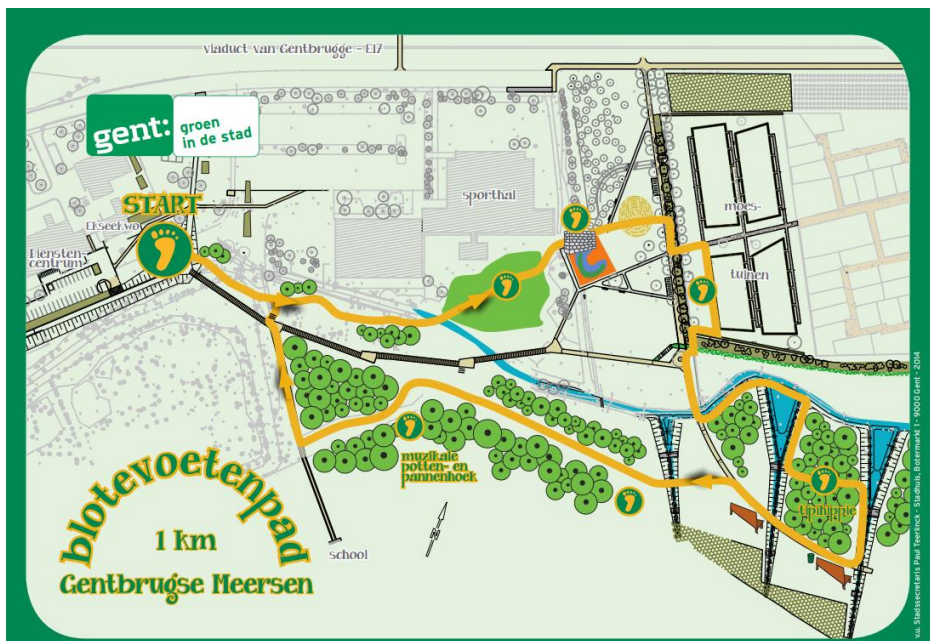 viaduct van Gentbrugge - E17
gent:
groen
in de stad
START
Ekseekwo
Diensten-
centrum
sporthal
moes-
tuinen
muzikale
potten- en
pannenhoek
tipihippie
N
school
blotevoetenpad
1 km
Gentbrugse Meersen
v.u. Stadssecretaris Paul Teerlinck - Stadhuis, Botermarkt 1 - 9000 Gent - 2014